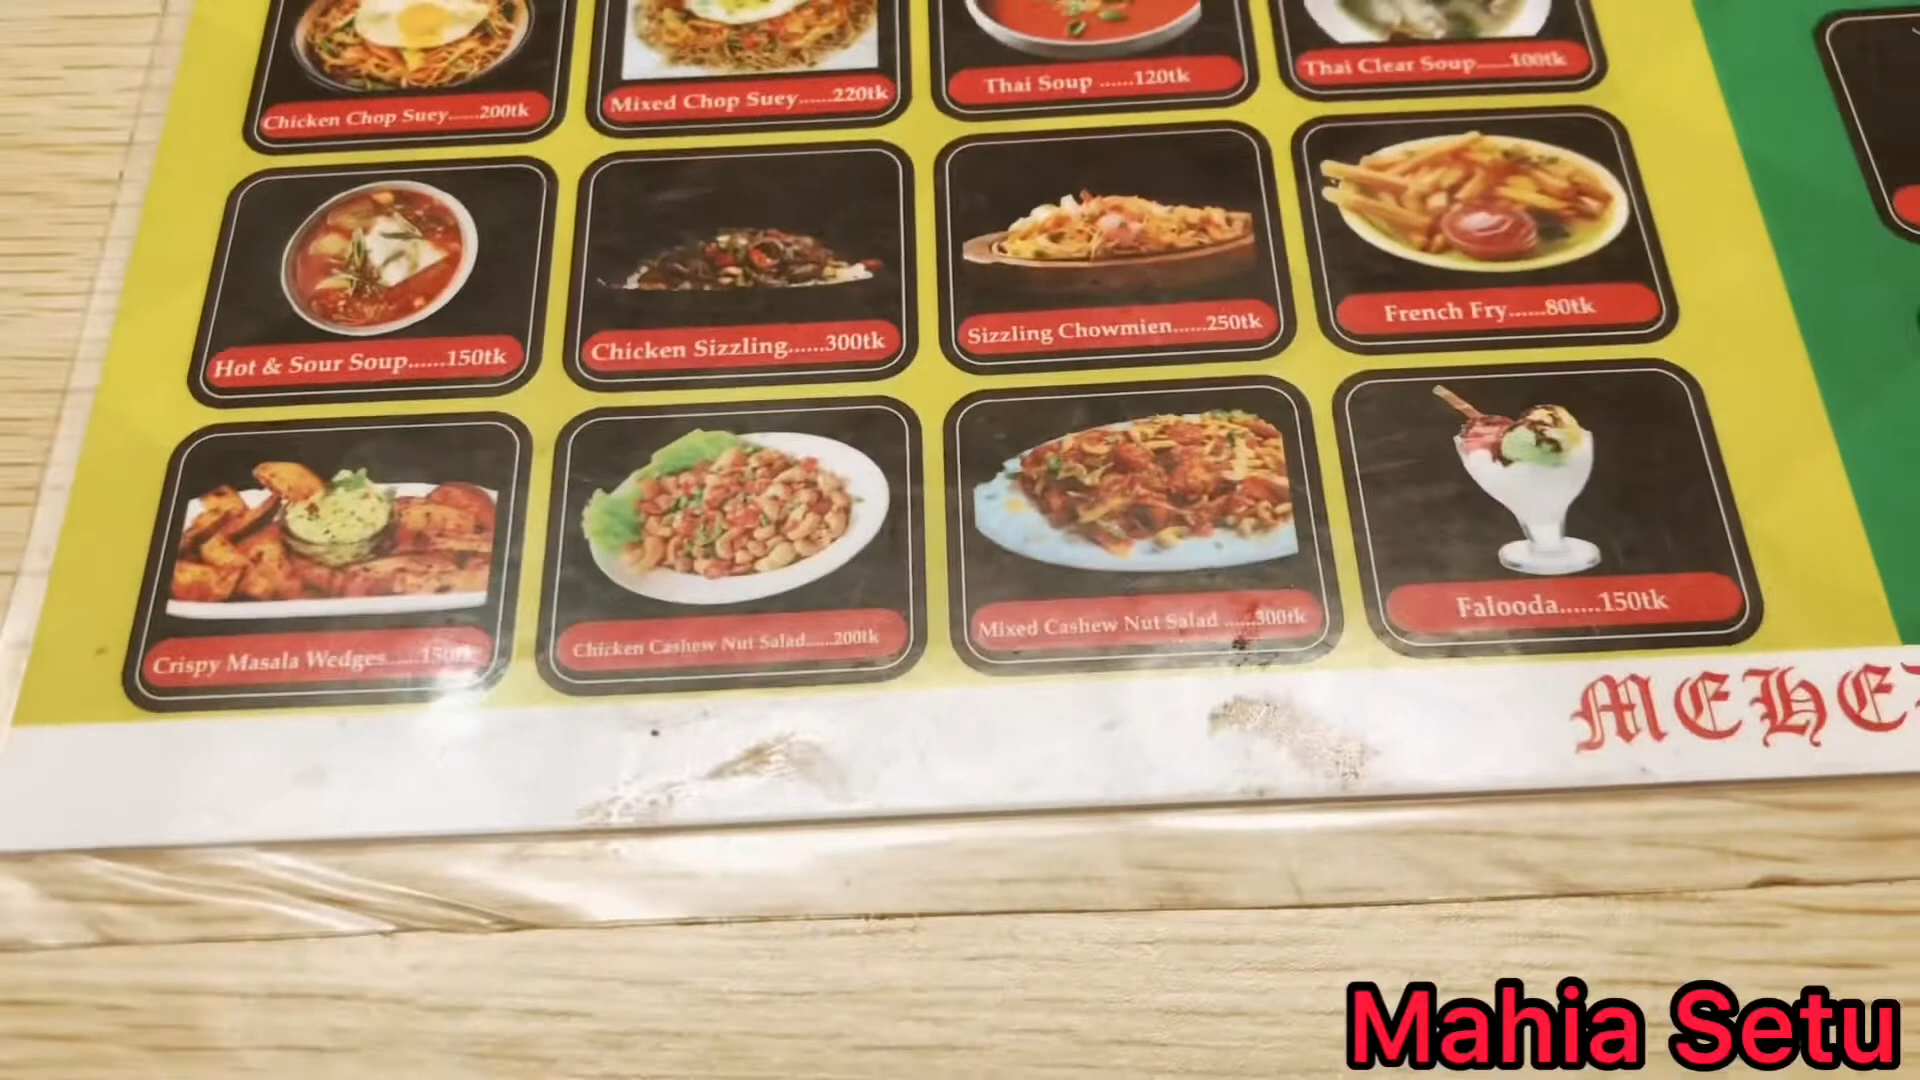 Chicken Chop Suey......200tk
Mixed Chop Suey......220tk
Thai Soup ......120tk
Thai Clear Soup......100tk
Hot & Sour Soup......150tk
Chicken Sizzling......300tk
Sizzling Chowmien......250tk
French Fry......80tk
Crispy Masala Wedges......150tk
Chicken Cashew Nut Salad......200tk
Mixed Cashew Nut Salad ......300tk
Falooda......150tk
MEHE
Mahia Setu